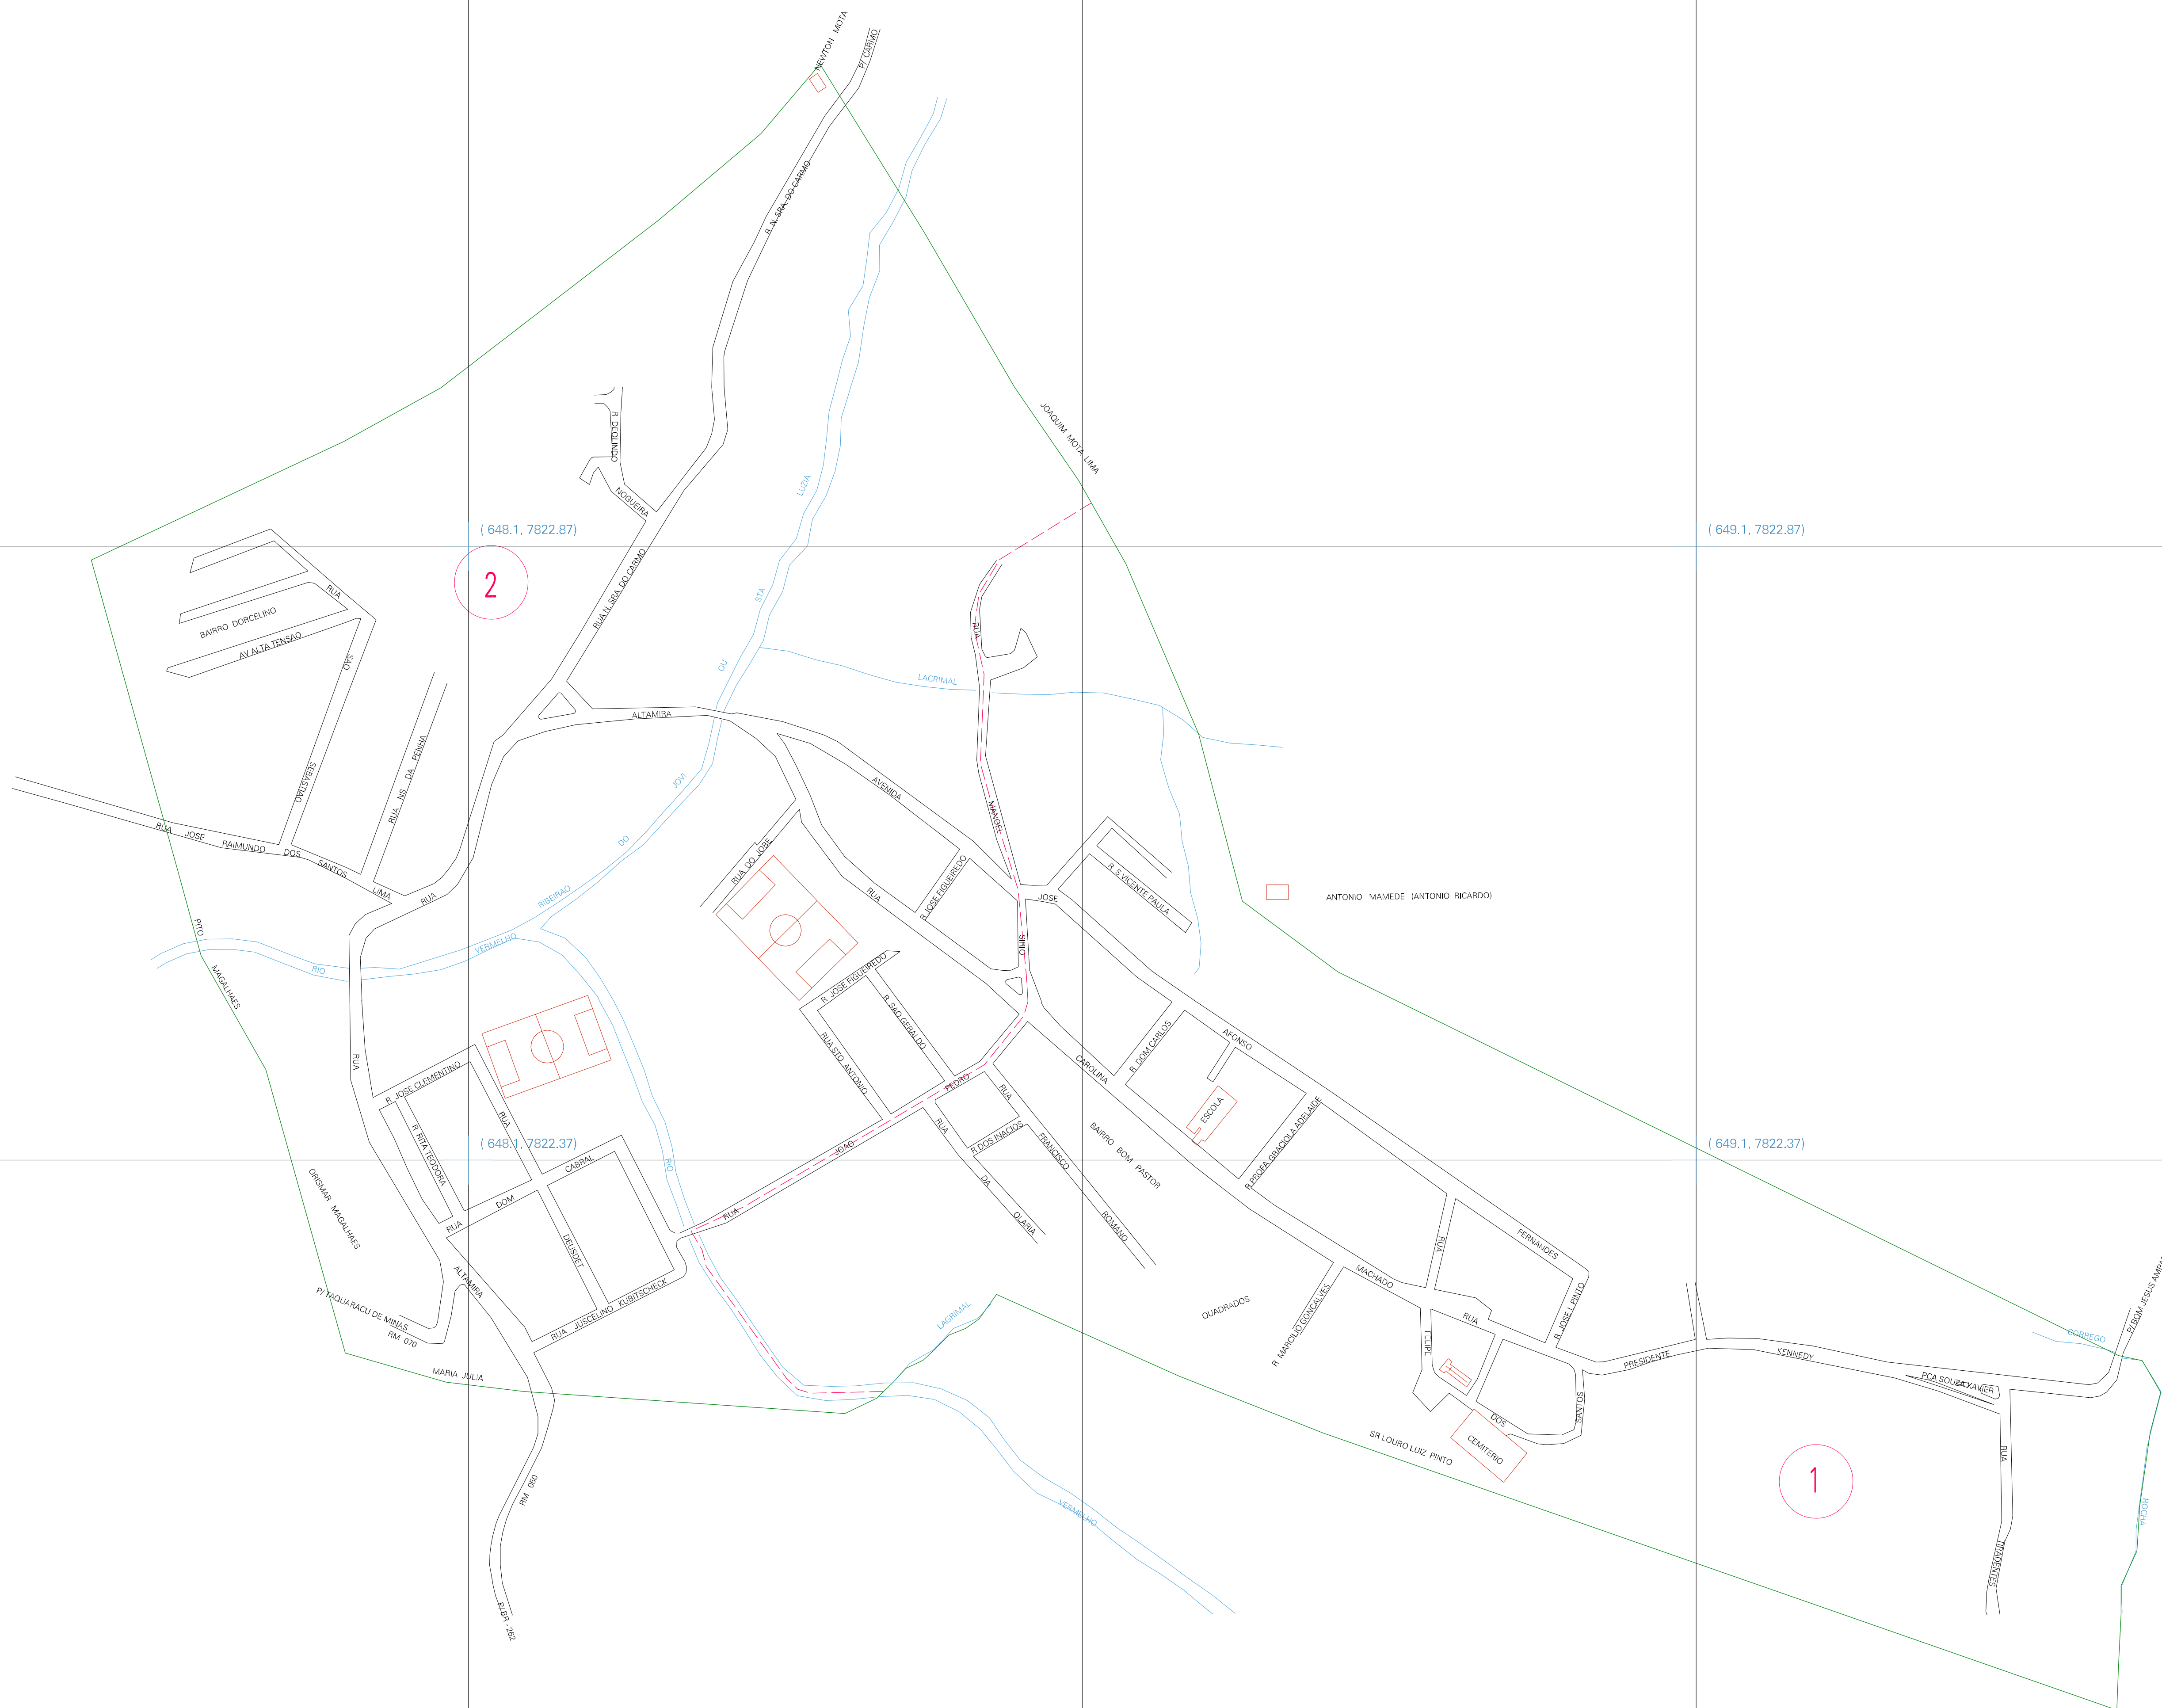 NEWTON MOTA
P/ CARMO
R. N. SRA. DO CARMO
JOAQUIM MOTA LIMA
R DEOLINDO
NOGUEIRA
LUZIA
( 648.1, 7822.87)
( 649.1, 7822.87)
2
RUA N. SRA. DO CARMO
STA
RUA
BAIRRO DORCELINO
AV ALTA TENSAO
SAO
SEBASTIAO
RUA NS DA PENHA
OU
LACRIMAL
RUA
MANOEL
SIRIO
ALTAMIRA
AVENIDA
JOVI
DO
RIBEIRAO
RUA JOSE
RAIMUNDO DOS
SANTOS
LIMA
RUA
RUA DO JOBE
R.JOSE FIGUEIREDO
RUA
JOSE
R. S.VICENTE PAULA
ANTONIO MAMEDE (ANTONIO RICARDO)
PITO
MAGALHAES
RIO
VERMELHO
R JOSE FIGUEIREDO
R. SAO GERALDO
RUA STO. ANTONIO
AFONSO
R. DOM CARLOS
CAROLINA
ESCOLA
R.PROFA.GRACIOLA ADELAIDE
RUA
R. JOSE CLEMENTINO
R. RITA TEODORA
RUA
PEDRO
RUA
FRANCISCO
ROMANO
RUA
R DOS INACIOS
DA
OLARIA
BAIRRO BOM PASTOR
( 648.1, 7822.37)
( 649.1, 7822.37)
JOAO
RUA
CABRAL
DOM
RUA
RIO
ORISMAR MAGALHAES
DEUSDET
ALTAMIRA
RUA JUSCELINO KUBITSCHECK
P/ TAQUARACU DE MINAS
RM 070
MARIA JULIA
LAGRIMAL
QUADRADOS
R MARCILIO GONCALVES
MACHADO
RUA
FERNANDES
R. JOSE I. PINTO
RUA
FELIPE
DOS
SANTOS
CEMITERIO
SR LOURO LUIZ PINTO
PRESIDENTE
KENNEDY
CORREGO
PCA SOUZA XAVIER
RUA
TIRADENTES
ROCHA
1
VERMELHO
RM 050
P/ BR - 262